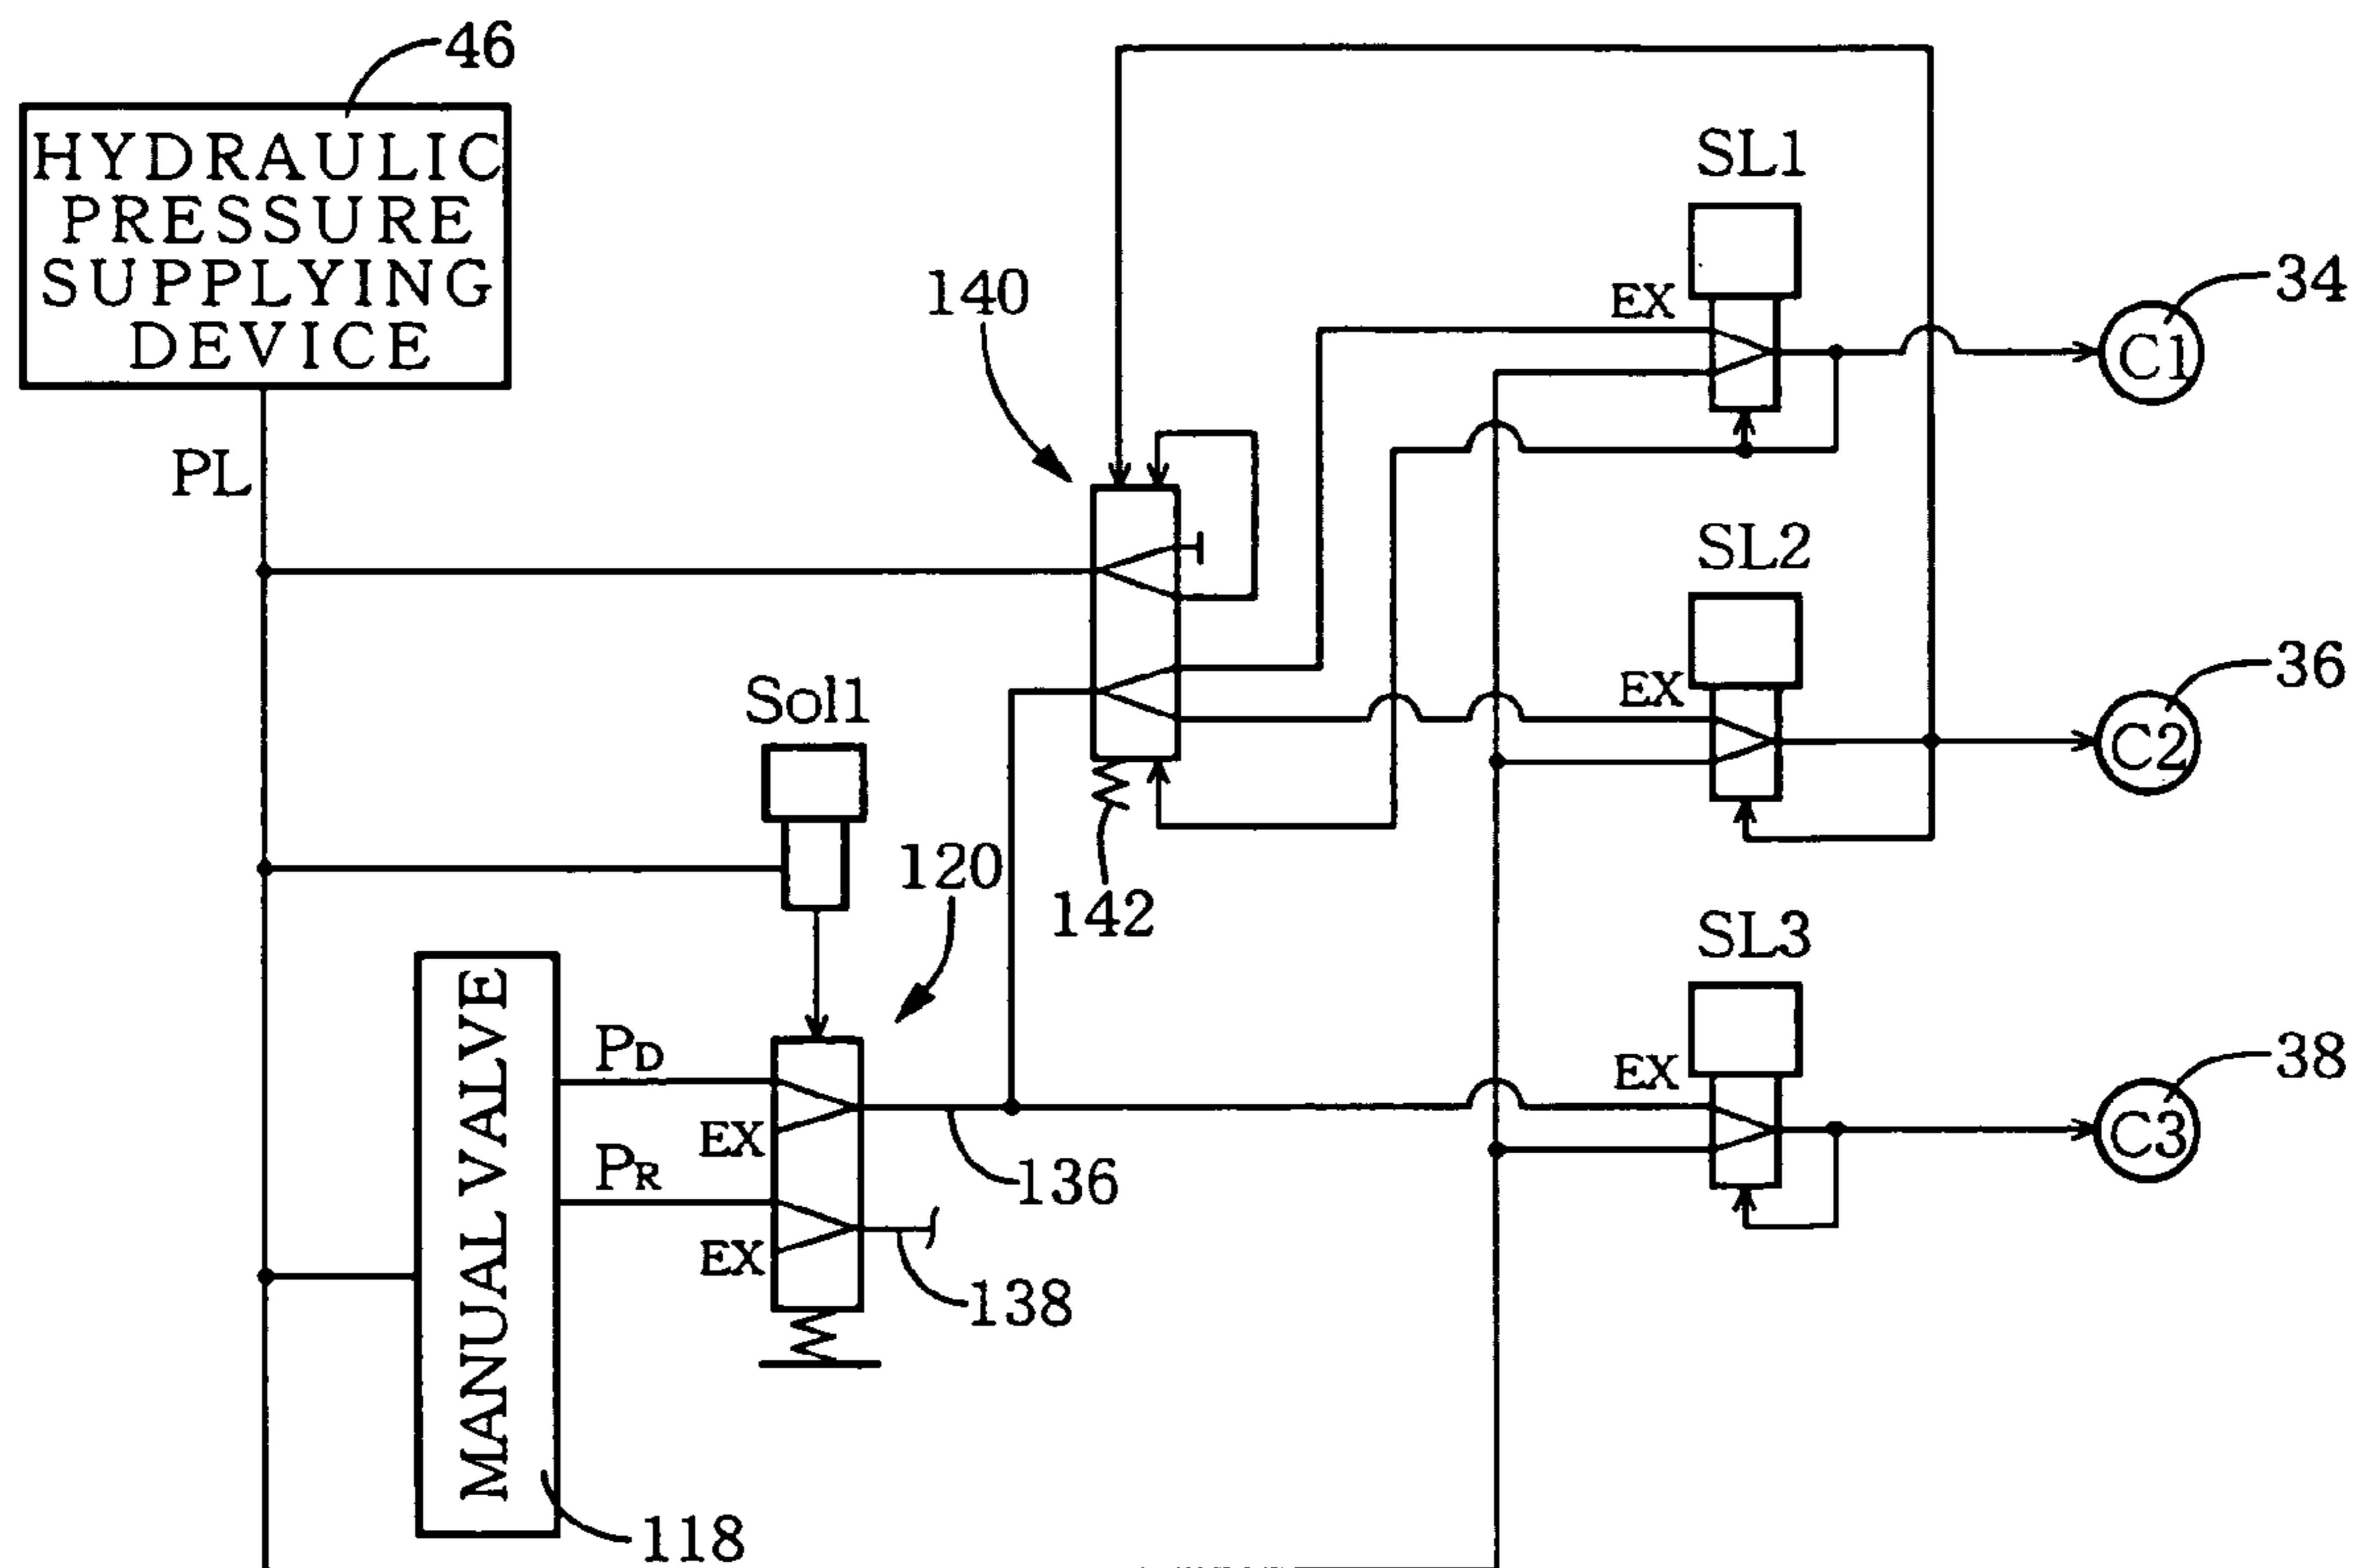 46
HYDRAULIC
PRESSURE
SUPPLYING
DEVICE
PL
SL1
EX
34
C1
140
SL2
EX
36
C2
Sol1
120
142
SL3
EX
38
C3
MANUAL VALVE
PD
EX
136
PR
EX
138
118